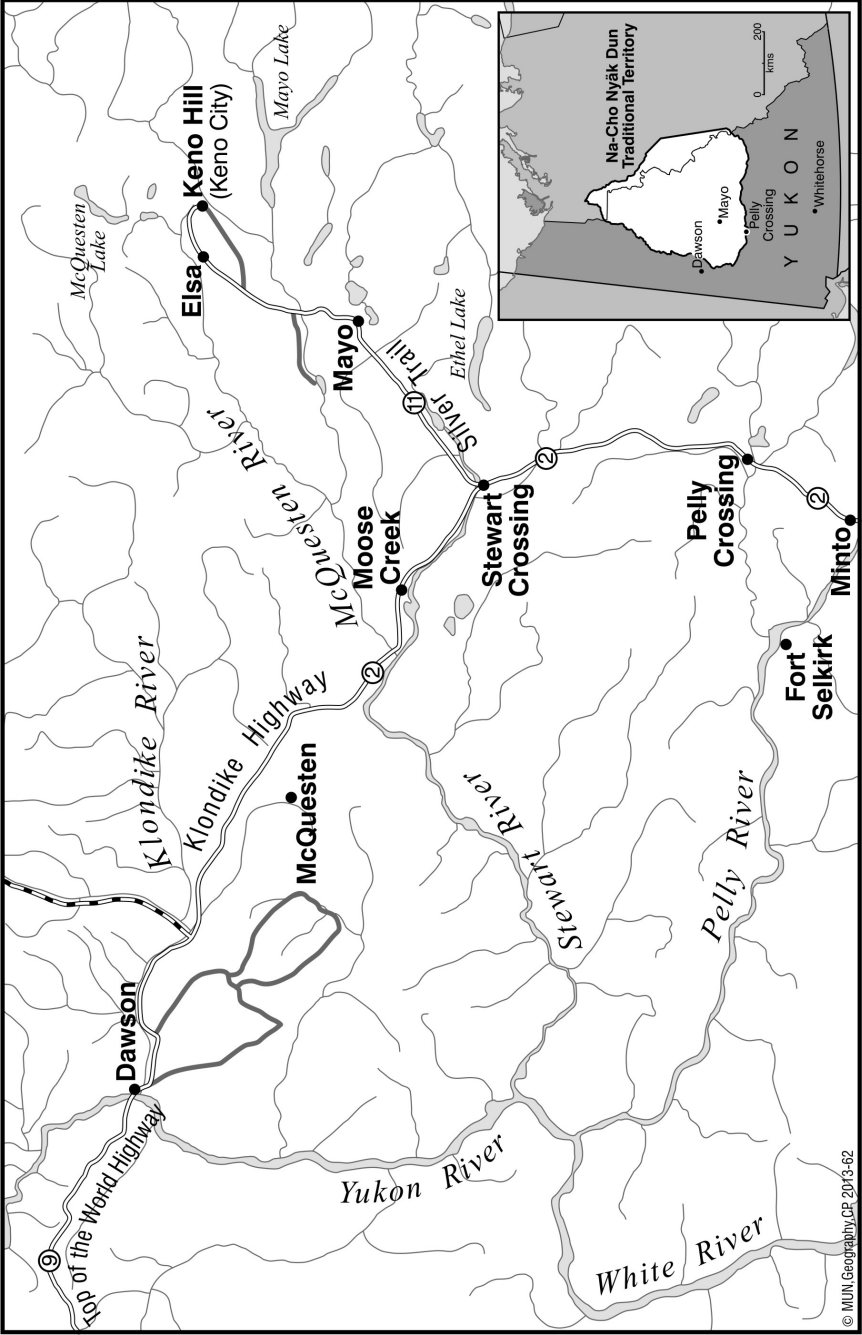 McQuesten
Lake
Mayo Lake
Keno Hill
(Keno City)
Elsa
Mayo
Ethel Lake
Silver Trail
11
McQuesten River
Moose
Creek
Stewart
Crossing
2
Pelly
Crossing
2
Minto
Fort
Selkirk
Klondike River
Klondike Highway
2
McQuesten
Stewart River
Pelly River
Dawson
Top of the World Highway
9
Yukon River
White River
Na-Cho Nyäk Dun
Traditional Territory
0 200
kms
Dawson
Mayo
Pelly
Crossing
YUKON
Whitehorse
© MUN,Geography,CP, 2013-62